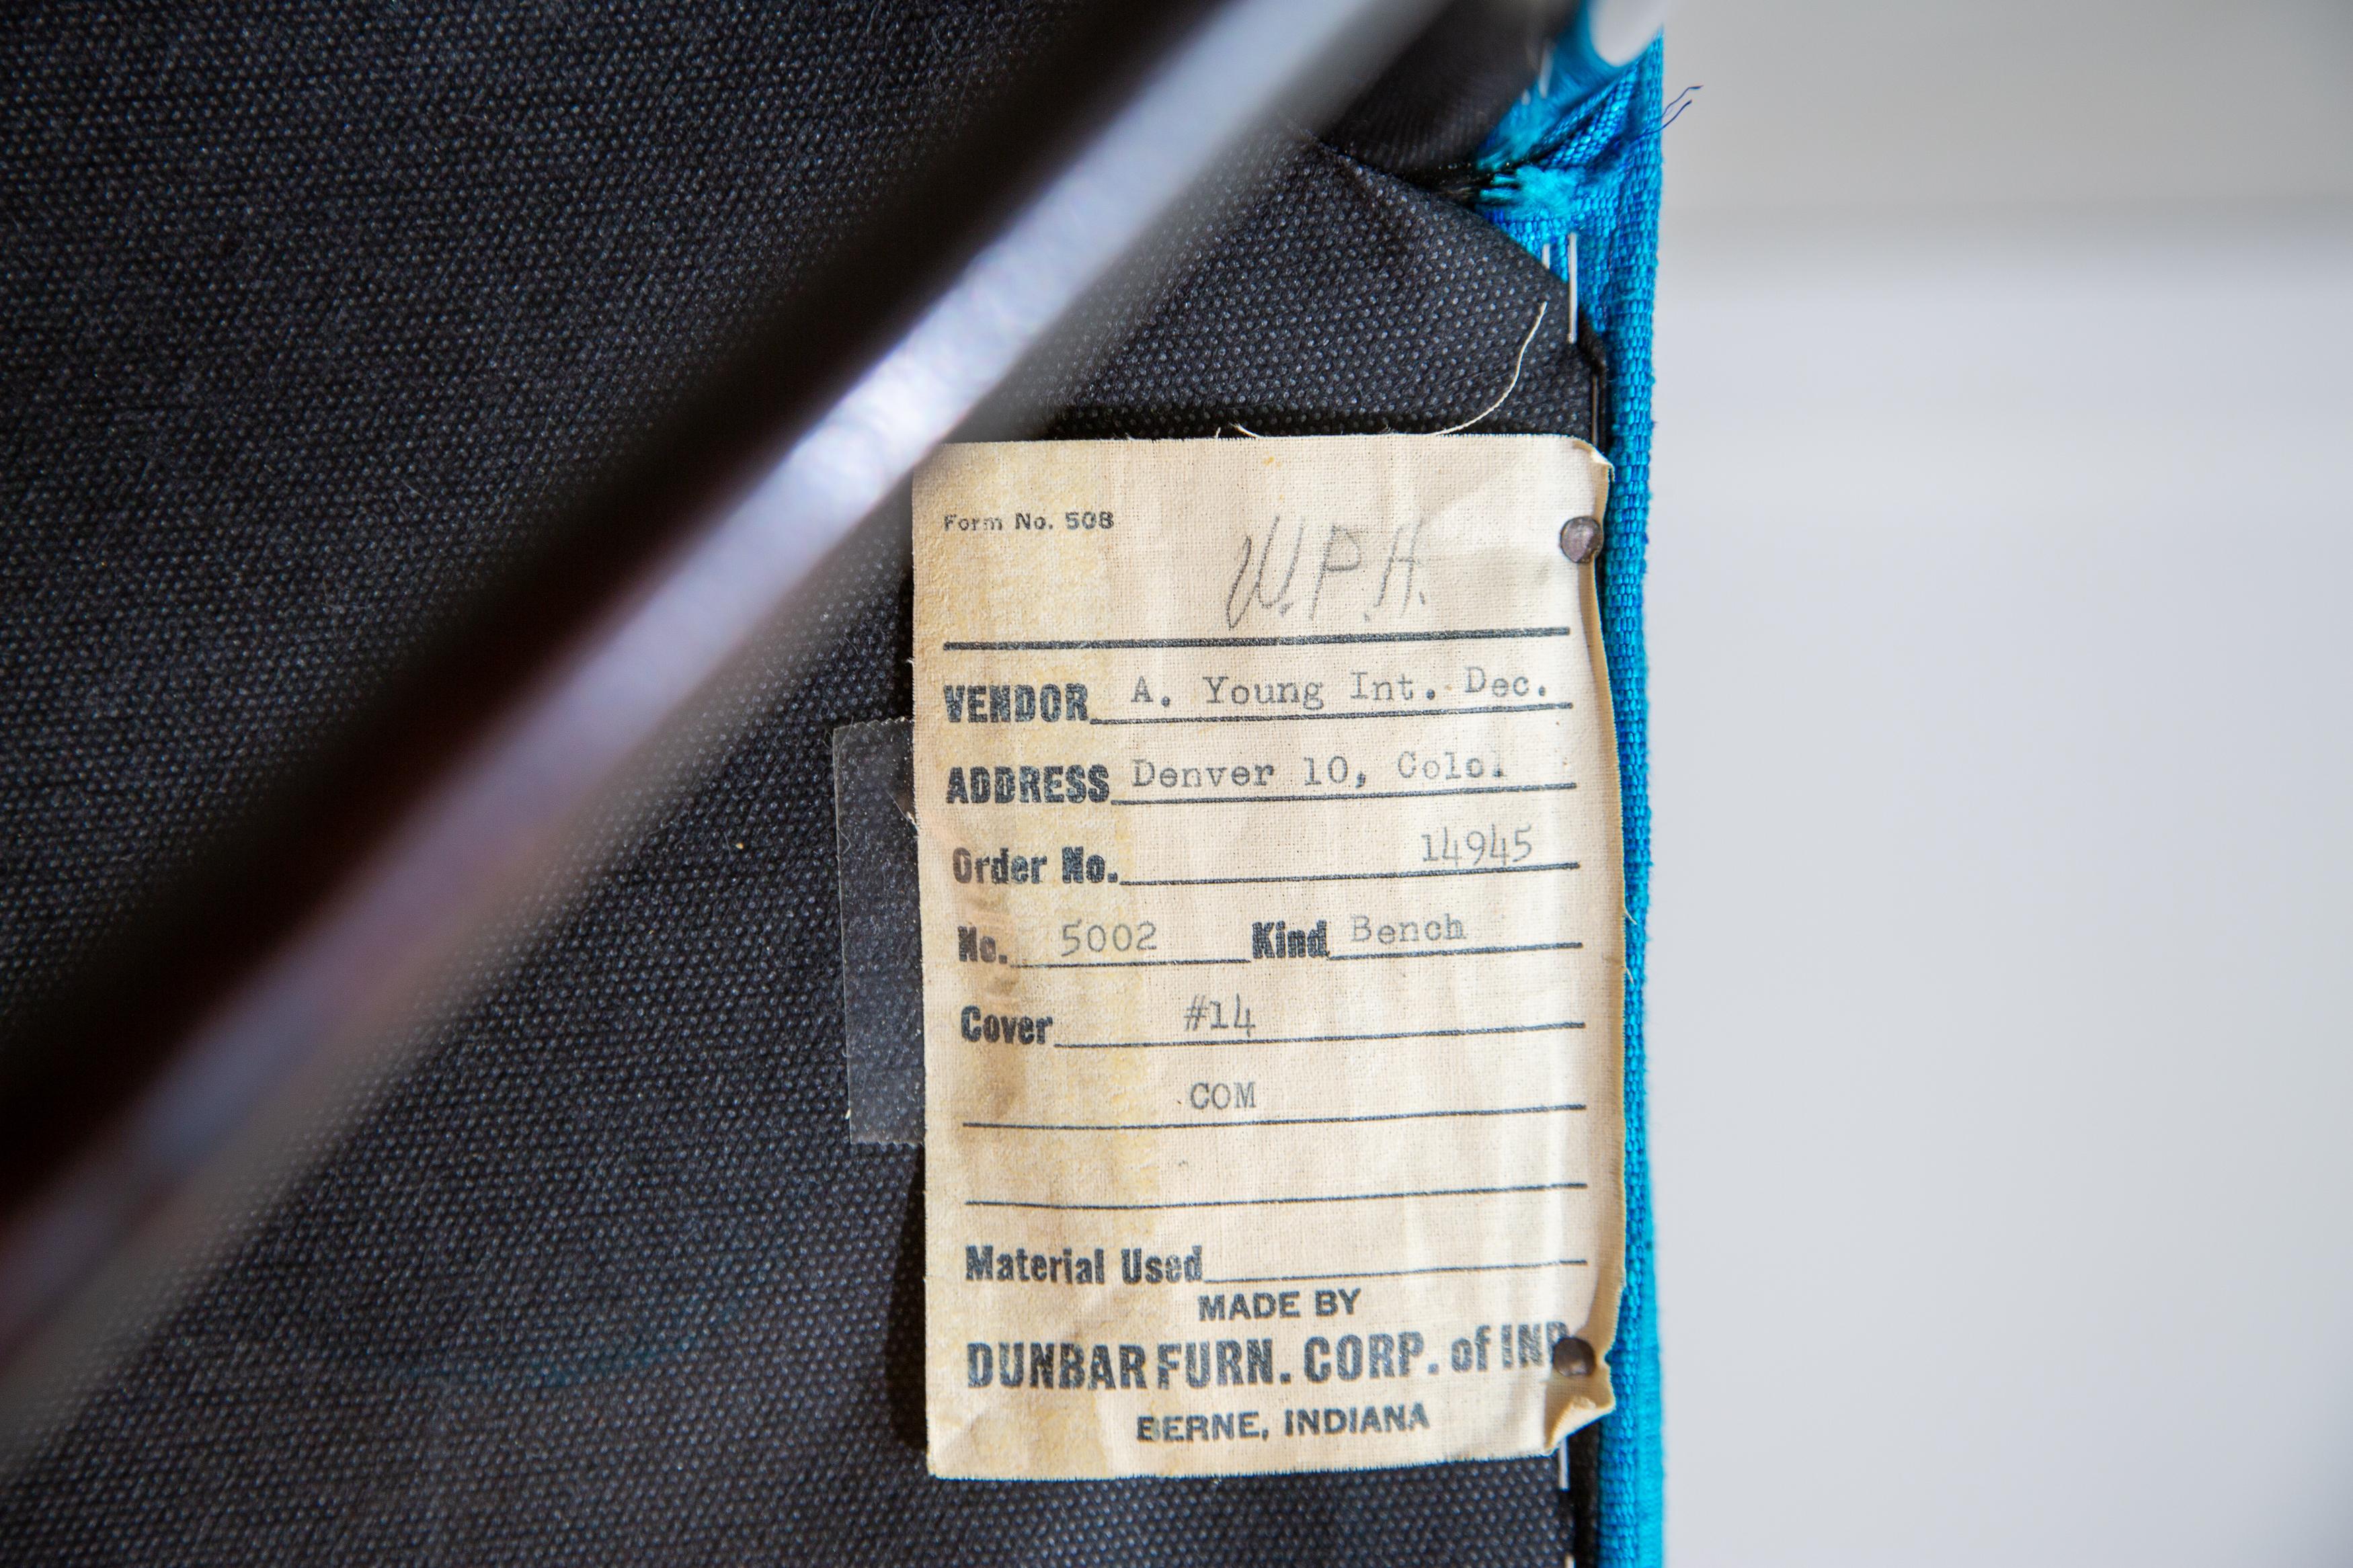 Form No. 508
W.P.H.
VENDOR A. Young Int. Dec.
ADDRESS Denver 10, Colo.
Order No. 14945
No. 5002 Kind Bench
Cover #14
COM
Material Used
MADE BY
DUNBAR FURN. CORP. of IND.
BERNE, INDIANA